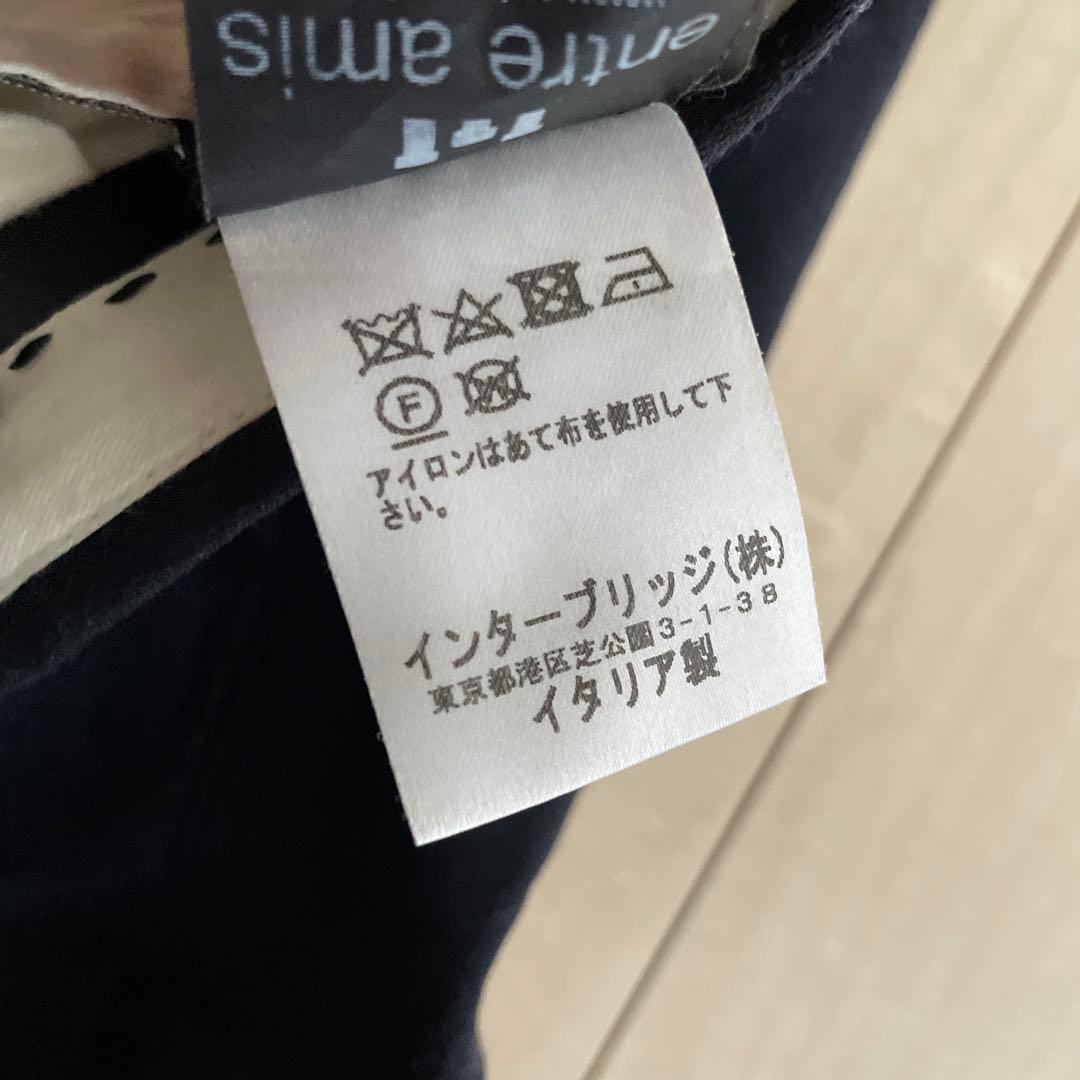 entre amis
F
W
アイロンはあて布を使用して下
さい。
インターブリッジ(株)
東京都港区芝公園3-1-38
イタリア製